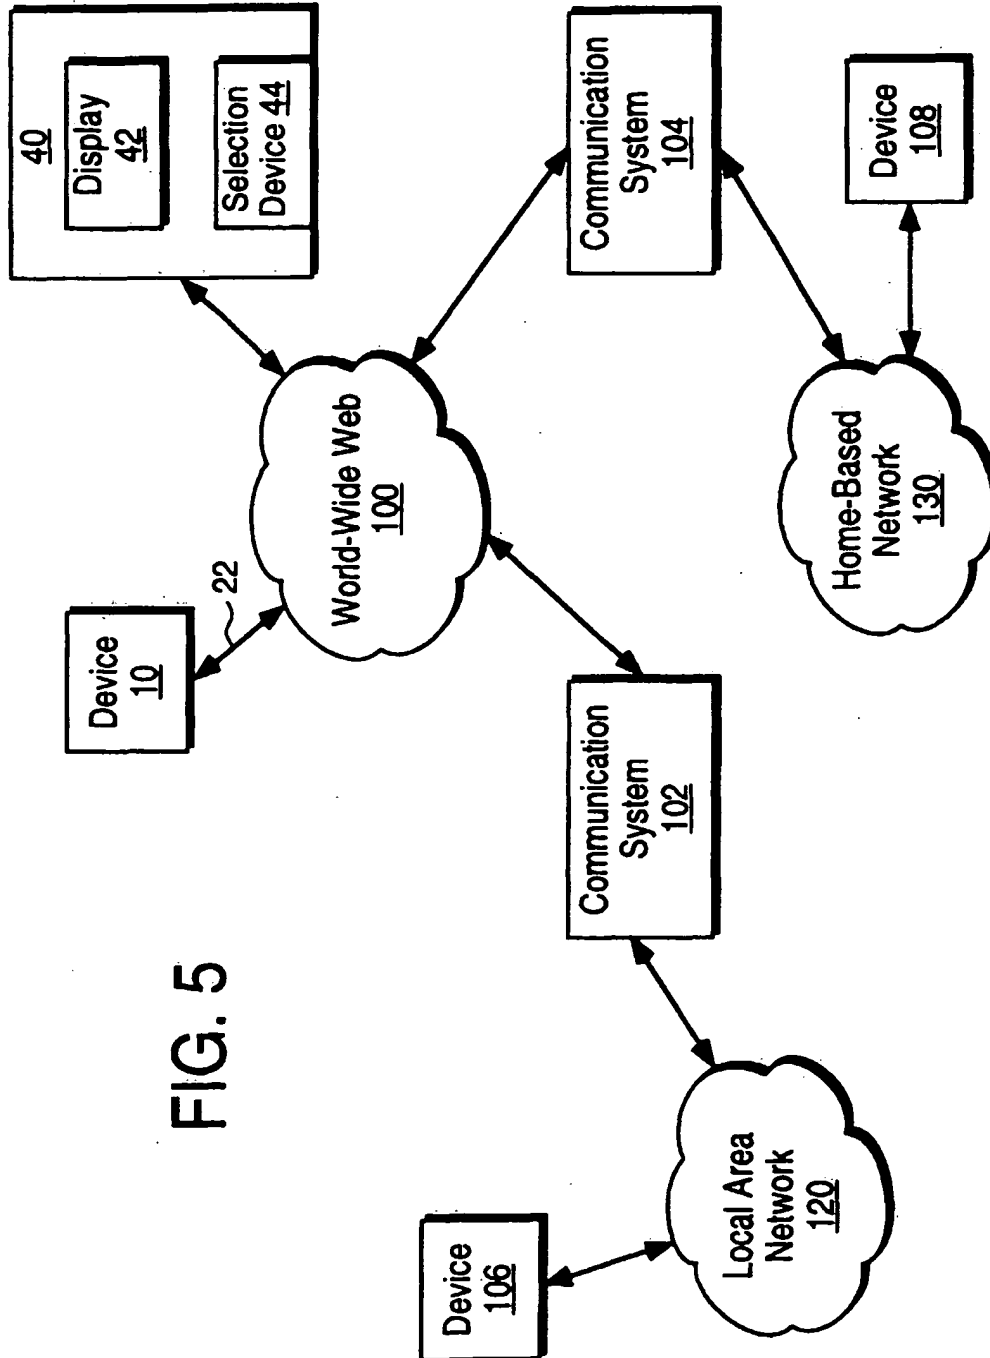 FIG. 5
Device
10
22
40
Display
42
Selection
Device 44
World-Wide Web
100
Device
106
Communication
System
102
Communication
System
104
Local Area
Network
120
Home-Based
Network
130
Device
108